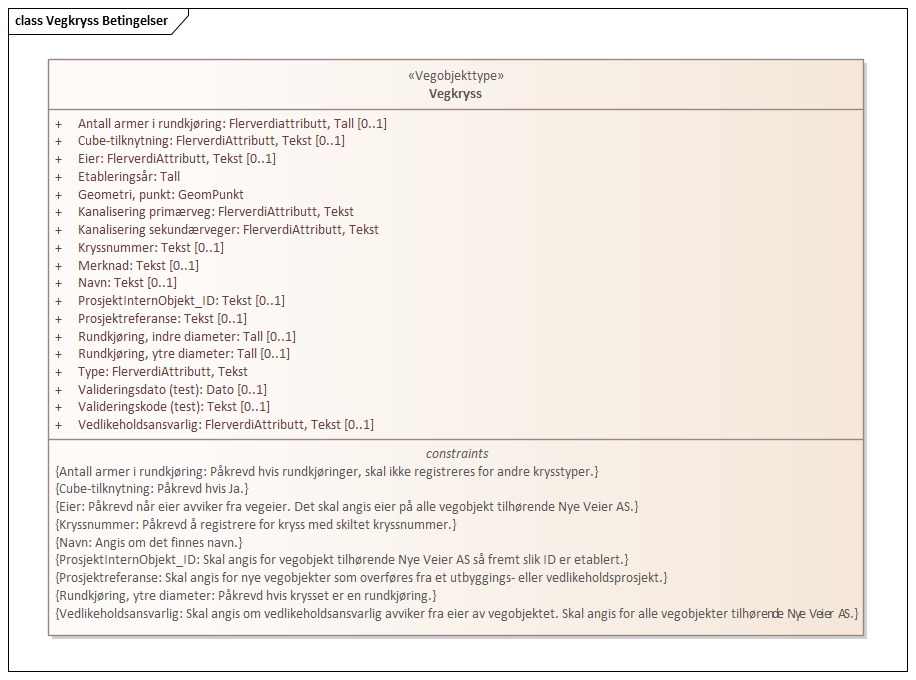 class Vegkryss Betingelser
«Vegobjekttype»
Vegkryss
+ Antall armer i rundkjøring: Flerverdiattributt, Tall [0..1]
+ Cube-tilknytning: FlerverdiAttributt, Tekst [0..1]
+ Eier: FlerverdiAttributt, Tekst [0..1]
+ Etableringsår: Tall
+ Geometri, punkt: GeomPunkt
+ Kanalisering primærveg: FlerverdiAttributt, Tekst
+ Kanalisering sekundærveger: FlerverdiAttributt, Tekst
+ Kryssnummer: Tekst [0..1]
+ Merknad: Tekst [0..1]
+ Navn: Tekst [0..1]
+ ProsjektInternObjekt_ID: Tekst [0..1]
+ Prosjektreferanse: Tekst [0..1]
+ Rundkjøring, indre diameter: Tall [0..1]
+ Rundkjøring, ytre diameter: Tall [0..1]
+ Type: FlerverdiAttributt, Tekst
+ Valideringsdato (test): Dato [0..1]
+ Valideringskode (test): Tekst [0..1]
+ Vedlikeholdsansvarlig: FlerverdiAttributt, Tekst [0..1]
constraints
{Antall armer i rundkjøring: Påkrevd hvis rundkjøringer, skal ikke registreres for andre krysstyper.}
{Cube-tilknytning: Påkrevd hvis Ja.}
{Eier: Påkrevd når eier avviker fra vegeier. Det skal angis eier på alle vegobjekt tilhørende Nye Veier AS.}
{Kryssnummer: Påkrevd å registrere for kryss med skiltet kryssnummer.}
{Navn: Angis om det finnes navn.}
{ProsjektInternObjekt_ID: Skal angis for vegobjekt tilhørende Nye Veier AS så fremt slik ID er etablert.}
{Prosjektreferanse: Skal angis for nye vegobjekter som overføres fra et utbyggings- eller vedlikeholdsprosjekt.}
{Rundkjøring, ytre diameter: Påkrevd hvis krysset er en rundkjøring.}
{Vedlikeholdsansvarlig: Skal angis om vedlikeholdsansvarlig avviker fra eier av vegobjektet. Skal angis for alle vegobjekter tilhørende Nye Veier AS.}